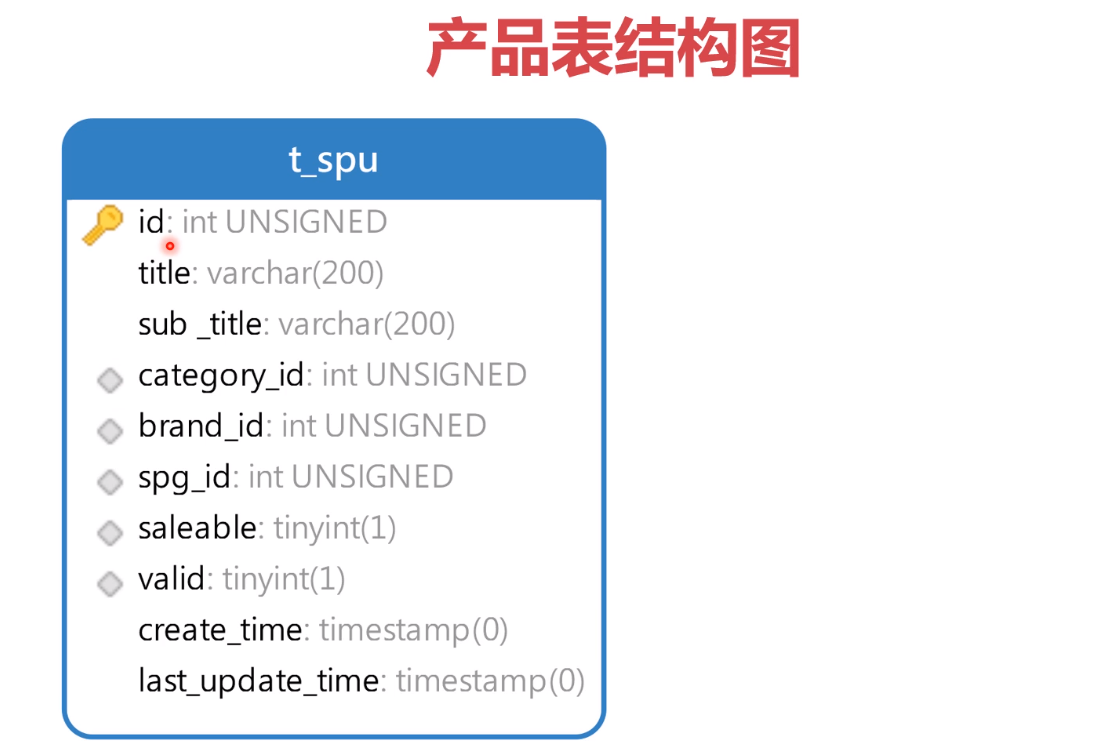 产品表结构图
t_spu
id: int UNSIGNED
title: varchar(200)
sub _title: varchar(200)
category_id: int UNSIGNED
brand_id: int UNSIGNED
spg_id: int UNSIGNED
saleable: tinyint(1)
valid: tinyint(1)
create_time: timestamp(0)
last_update_time: timestamp(0)